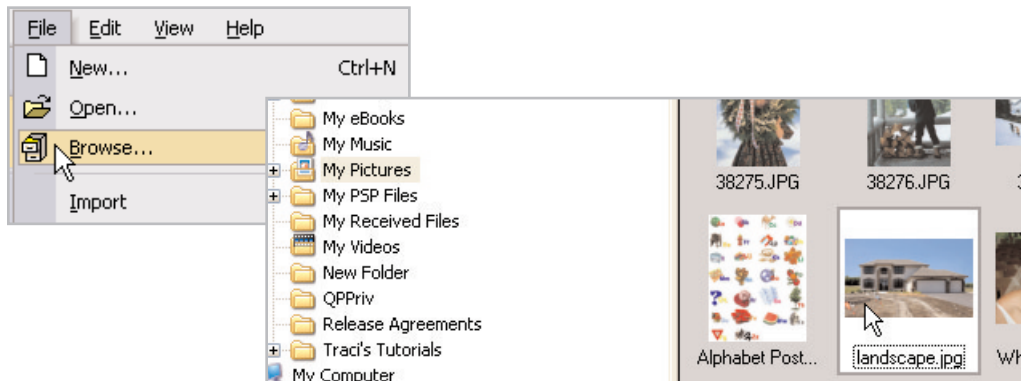 File Edit View Help
New... Ctrl+N
Open...
Browse...
Import
My eBooks
My Music
My Pictures
My PSP Files
My Received Files
My Videos
New Folder
QPPriv
Release Agreements
Traci's Tutorials
My Computer
38275.JPG 38276.JPG
Alphabet Post... landscape.jpg Wh